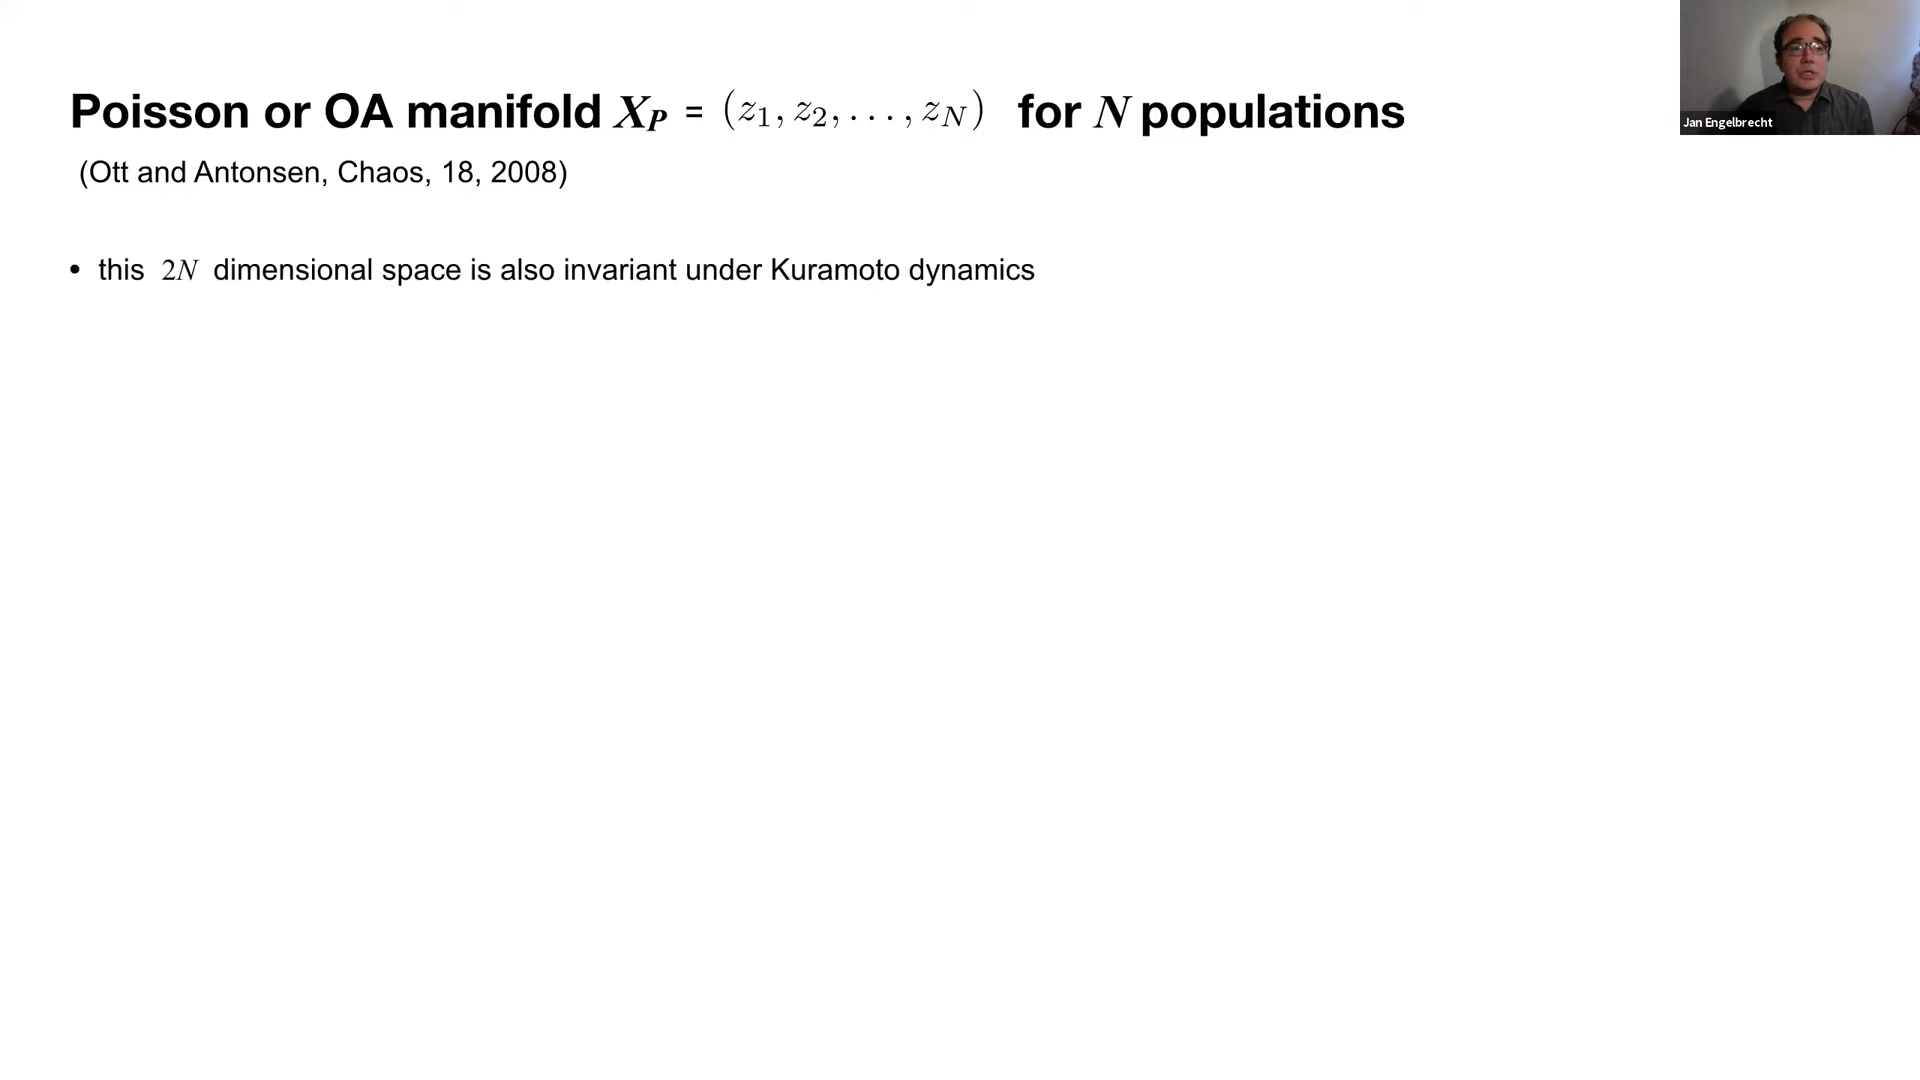 Poisson or OA manifold X_P = (z_1, z_2, . . . , z_N) for N populations
(Ott and Antonsen, Chaos, 18, 2008)
• this 2N dimensional space is also invariant under Kuramoto dynamics
Jan Engelbrecht